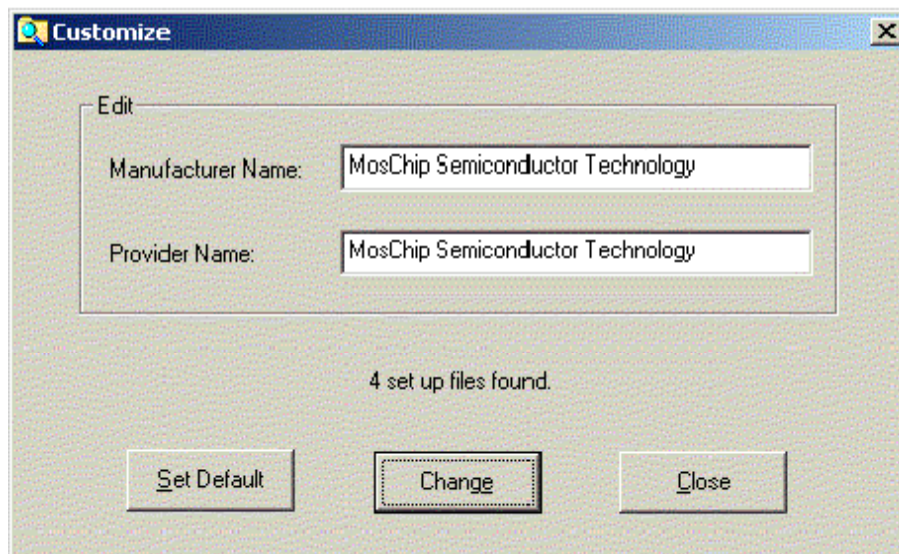 Customize
Edit
Manufacturer Name: MosChip Semiconductor Technology
Provider Name: MosChip Semiconductor Technology
4 set up files found.
Set Default Change Close